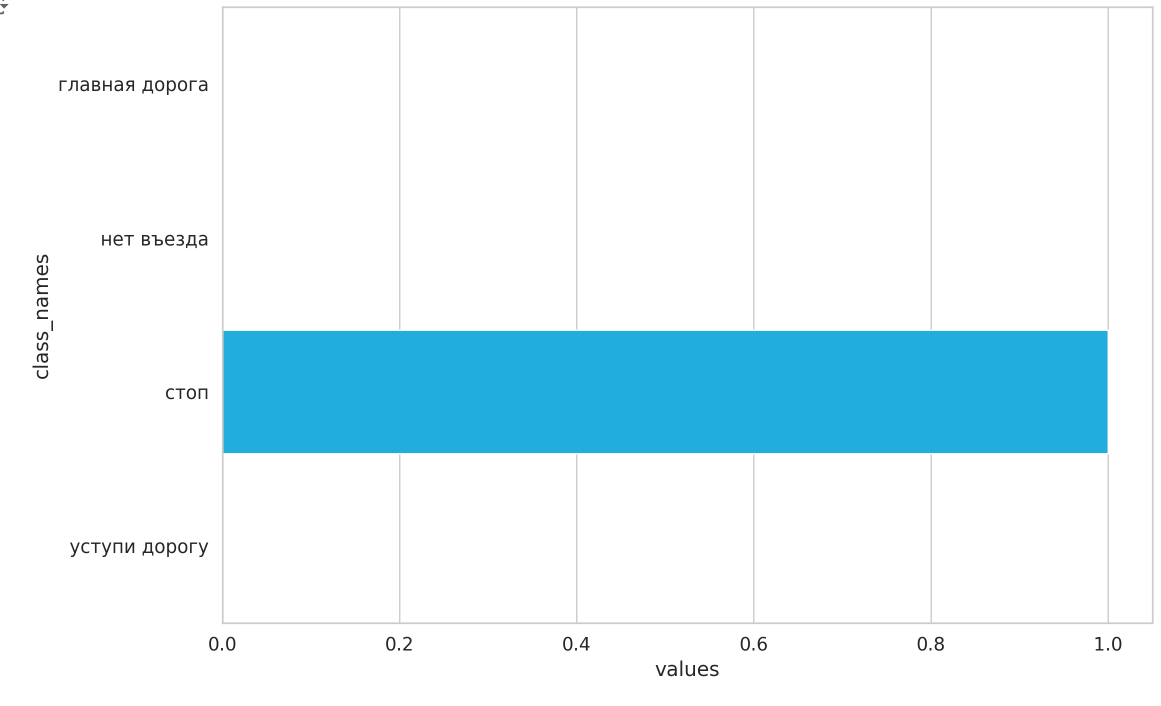 главная дорога
нет въезда
class_names
стоп
уступи дорогу
0.0 0.2 0.4 0.6 0.8 1.0
values